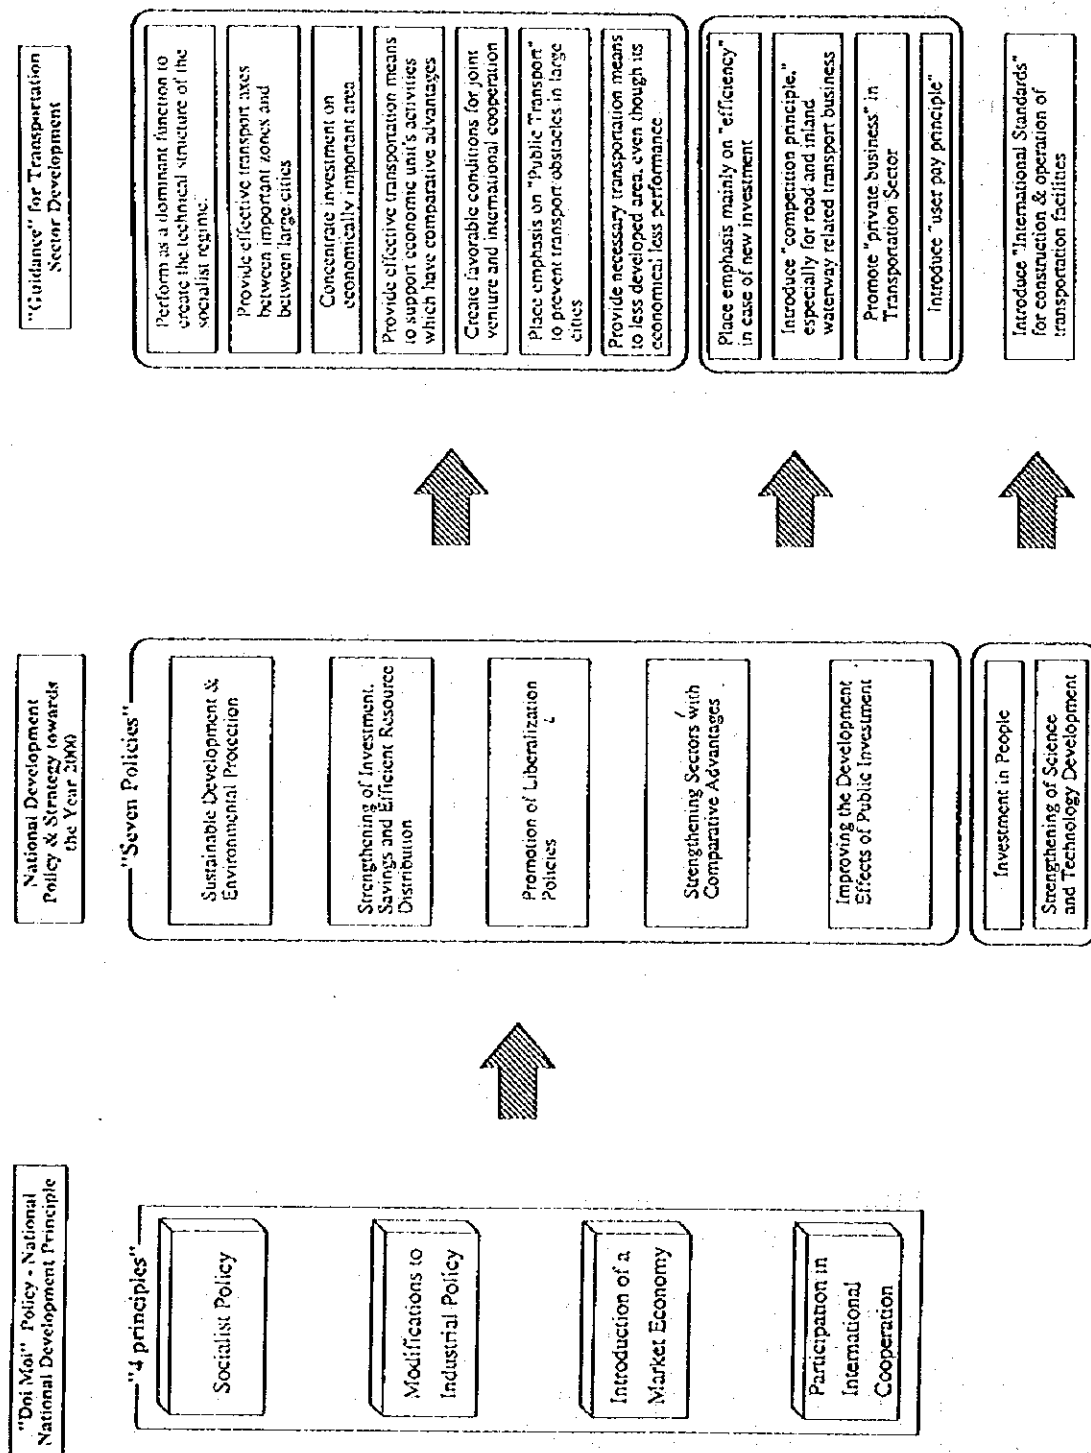 "Doi Moi" Policy - National
National Development Principle
"4 principles"
Socialist Policy
Modifications to
Industrial Policy
Introduction of a
Market Economy
Participation in
International
Cooperation
National Development
Policy & Strategy towards
the Year 2000
"Seven Policies"
Sustainable Development &
Environmental Protection
Strengthening of Investment.
Savings and Efficient Resource
Distribution
Promotion of Liberalization
Policies
Strengthening Sectors with
Comparative Advantages
Improving the Development
Effects of Public Investment
Investment in People
Strengthening of Science
and Technology Development
"Guidance" for Transportation
Sector Development
Perform as a dominant function to
create the technical structure of the
socialist regime.
Provide effective transport axes
between important zones and
between large cities
Concentrate investment on
economically important area
Provide effective transportation means
to support economic unit's activities
which have comparative advantages
Create favorable conditions for joint
venture and international cooperation
Place emphasis on "Public Transport"
to prevent transport obstacles in large
cities
Provide necessary transportation means
to less developed area, even though its
economical less performance
Place emphasis mainly on "efficiency"
in case of new investment
Introduce "competition principle,"
especially for road and inland
waterway related transport business
Promote "private business" in
Transportation Sector
Introduce "user pay principle"
Introduce "International Standards"
for construction & operation of
transportation facilities